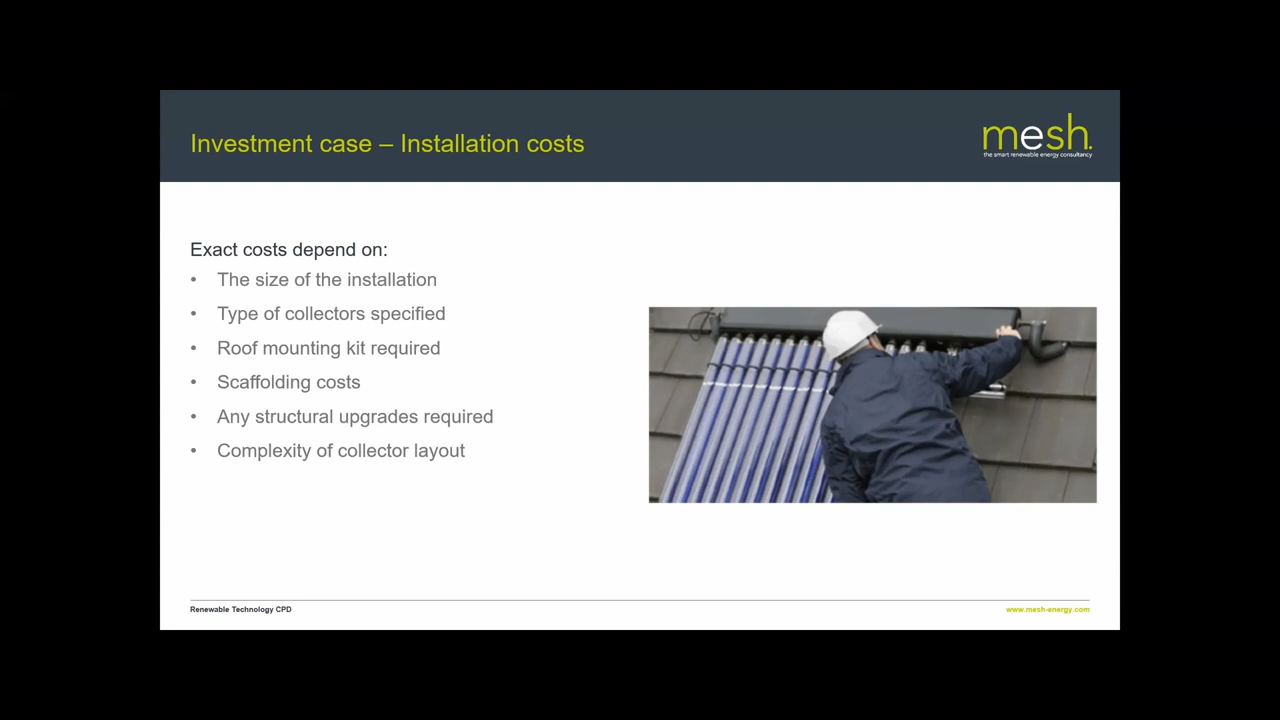 Investment case – Installation costs
mesh.
the smart renewable energy consultancy
Exact costs depend on:
• The size of the installation
• Type of collectors specified
• Roof mounting kit required
• Scaffolding costs
• Any structural upgrades required
• Complexity of collector layout
Renewable Technology CPD
www.mesh-energy.com